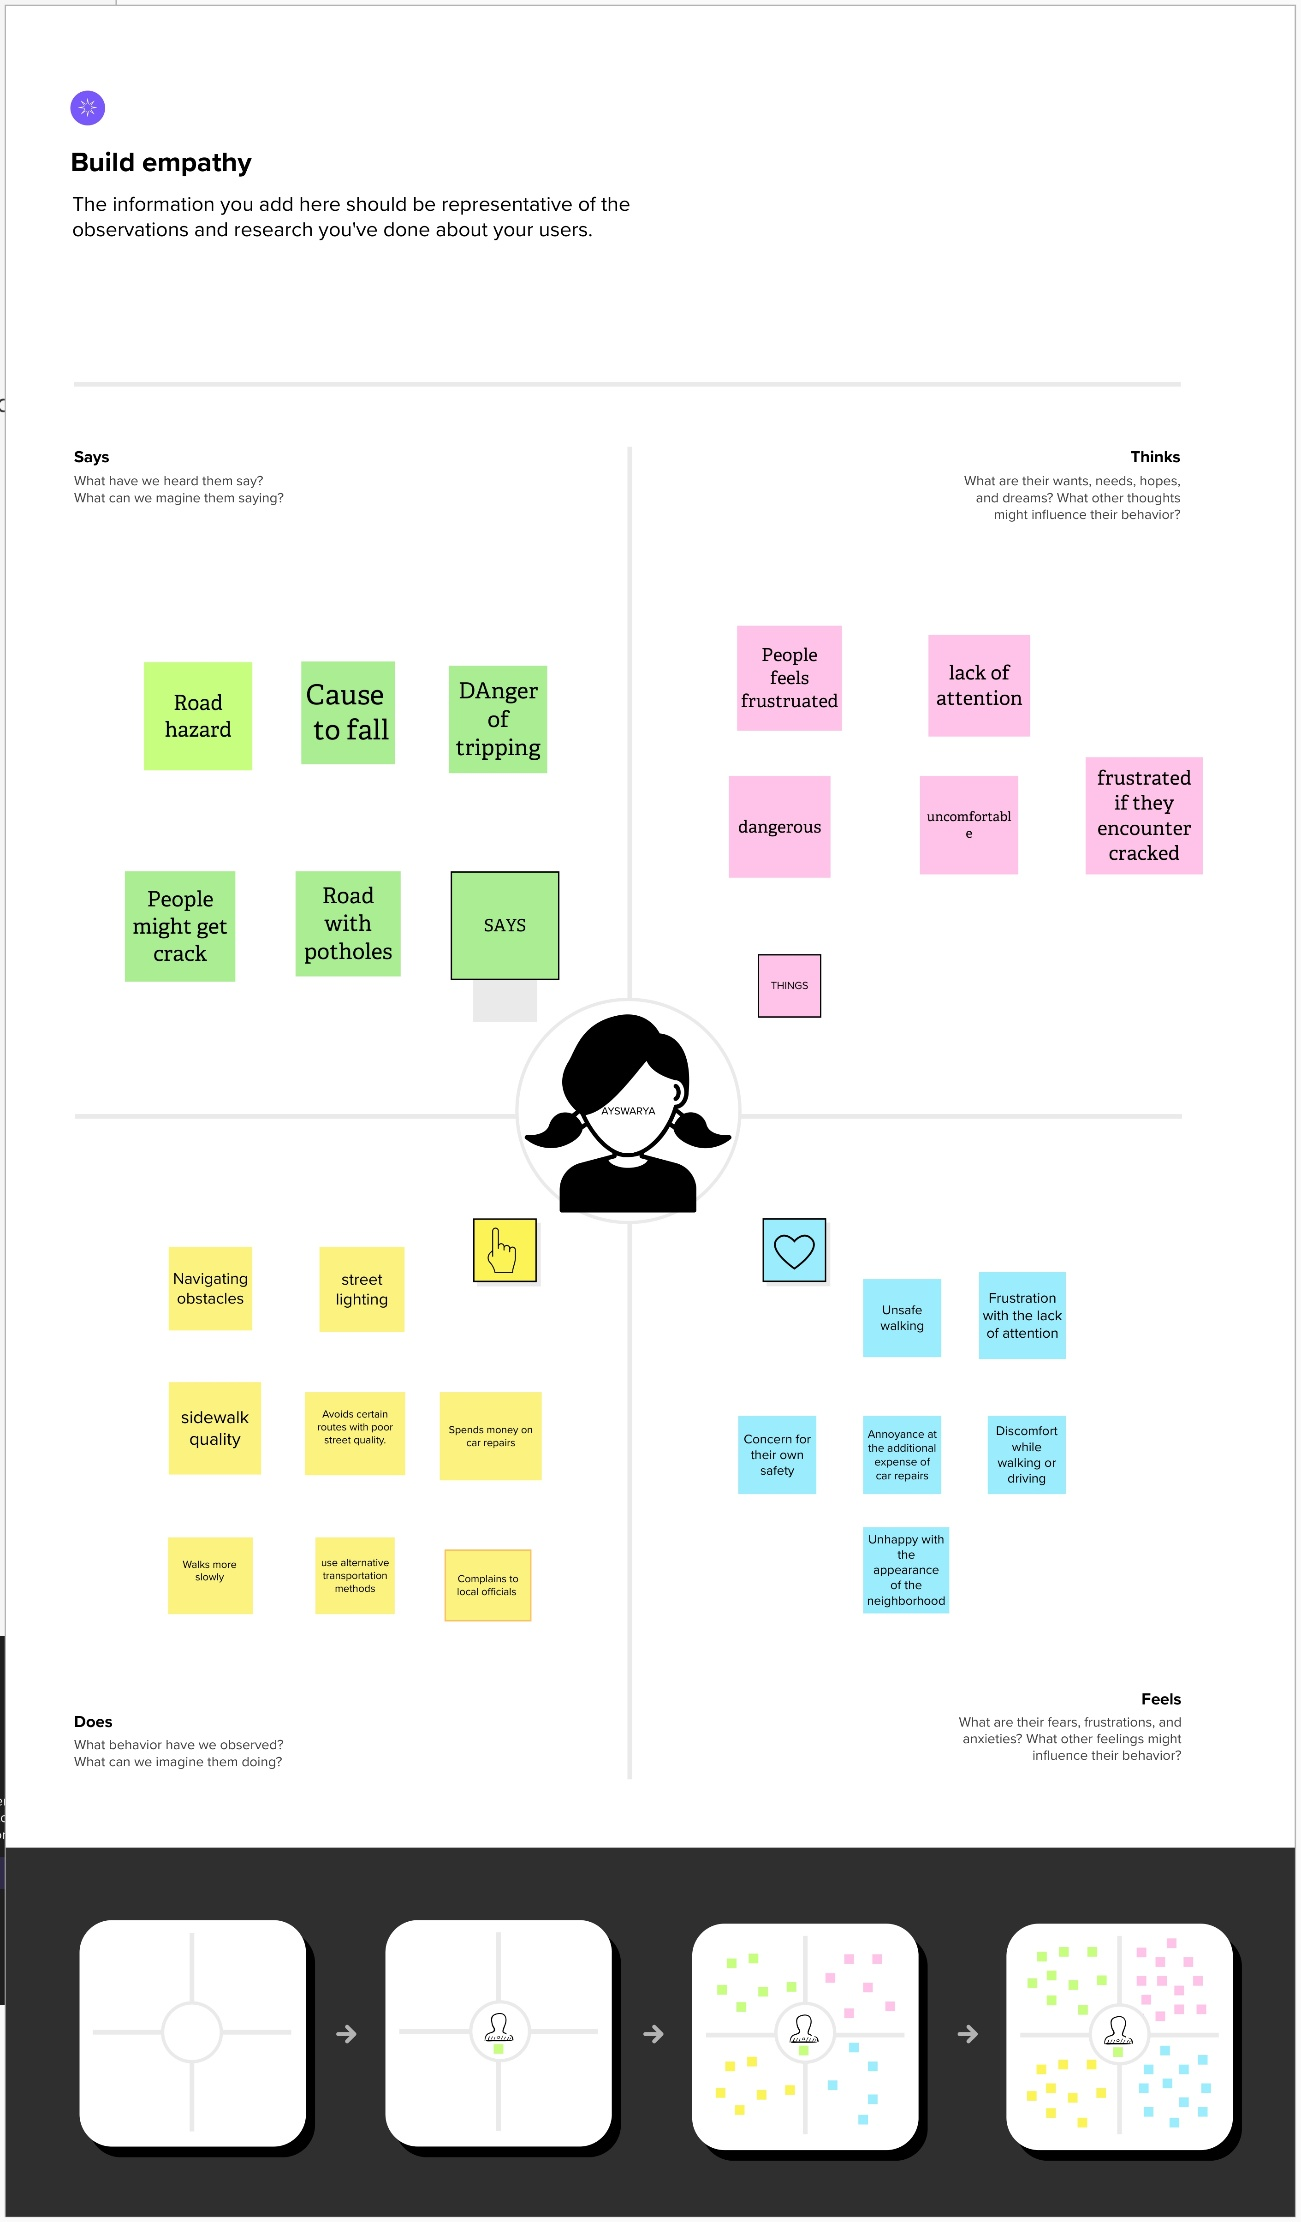 Build empathy
The information you add here should be representative of the
observations and research you've done about your users.
Says
What have we heard them say?
What can we magine them saying?
Thinks
What are their wants, needs, hopes,
and dreams? What other thoughts
might influence their behavior?
Road
hazard
Cause
to fall
DAnger
of
tripping
People
feels
frustruated
lack of
attention
dangerous
uncomfortabl
e
frustrated
if they
encounter
cracked
People
might get
crack
Road
with
potholes
SAYS
THINGS
AYSWARYA
Navigating
obstacles
street
lighting
Unsafe
walking
Frustration
with the lack
of attention
sidewalk
quality
Avoids certain
routes with poor
street quality.
Spends money on
car repairs
Concern for
their own
safety
Annoyance at
the additional
expense of
car repairs
Discomfort
while
walking or
driving
Walks more
slowly
use alternative
transportation
methods
Complains to
local officials
Unhappy with
the
appearance
of the
neighborhood
Does
What behavior have we observed?
What can we imagine them doing?
Feels
What are their fears, frustrations, and
anxieties? What other feelings might
influence their behavior?